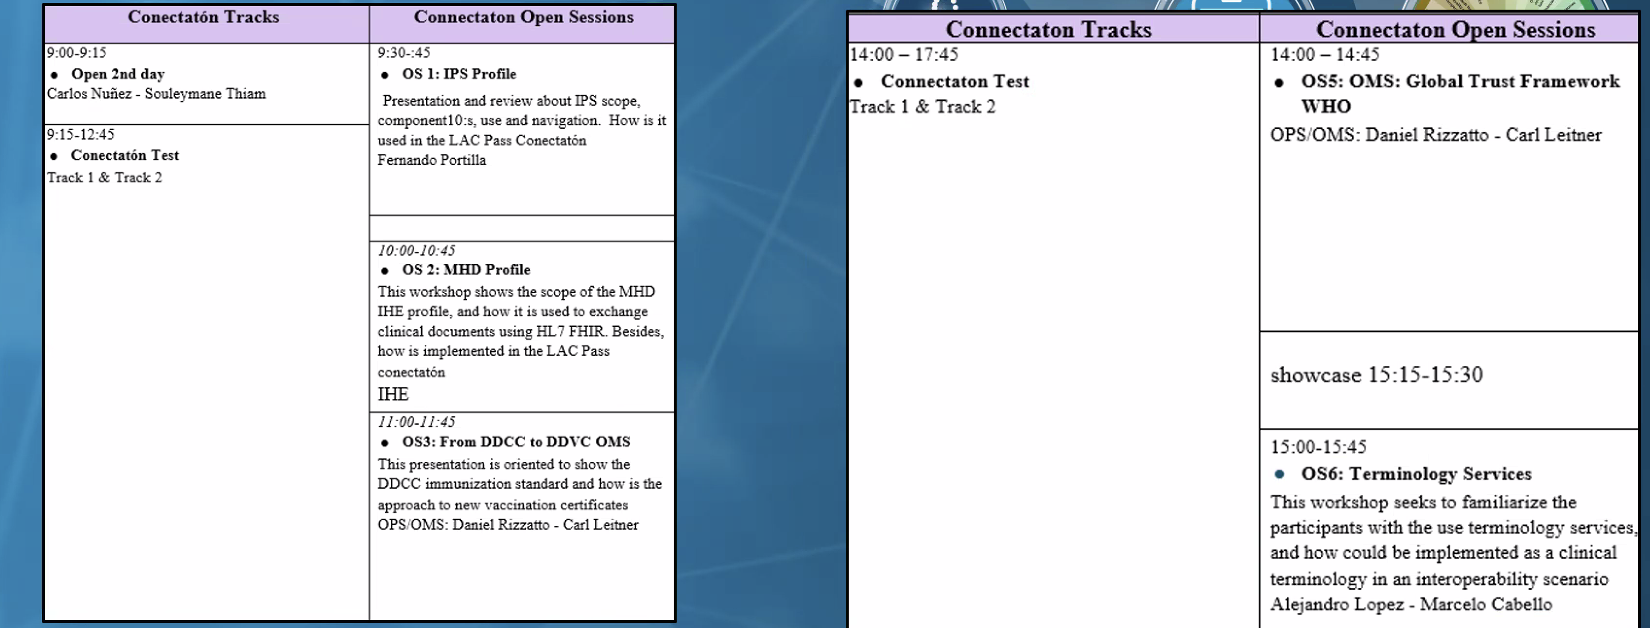 Conectatón Tracks
9:00-9:15
● Open 2nd day
Carlos Nuñez - Souleymane Thiam
9:15-12:45
● Conectatón Test
Track 1 & Track 2
Connectaton Open Sessions
9:30-:45
● OS 1: IPS Profile
Presentation and review about IPS scope,
component10:s, use and navigation. How is it
used in the LAC Pass Conectatón
Fernando Portilla
10:00-10:45
● OS 2: MHD Profile
This workshop shows the scope of the MHD
IHE profile, and how it is used to exchange
clinical documents using HL7 FHIR. Besides,
how is implemented in the LAC Pass
conectatón
IHE
11:00-11:45
● OS3: From DDCC to DDVC OMS
This presentation is oriented to show the
DDCC immunization standard and how is the
approach to new vaccination certificates
OPS/OMS: Daniel Rizzatto - Carl Leitner
Connectaton Tracks
14:00 – 17:45
● Connectaton Test
Track 1 & Track 2
Connectaton Open Sessions
14:00 – 14:45
● OS5: OMS: Global Trust Framework
WHO
OPS/OMS: Daniel Rizzatto - Carl Leitner
showcase 15:15-15:30
15:00-15:45
● OS6: Terminology Services
This workshop seeks to familiarize the
participants with the use terminology services,
and how could be implemented as a clinical
terminology in an interoperability scenario
Alejandro Lopez - Marcelo Cabello